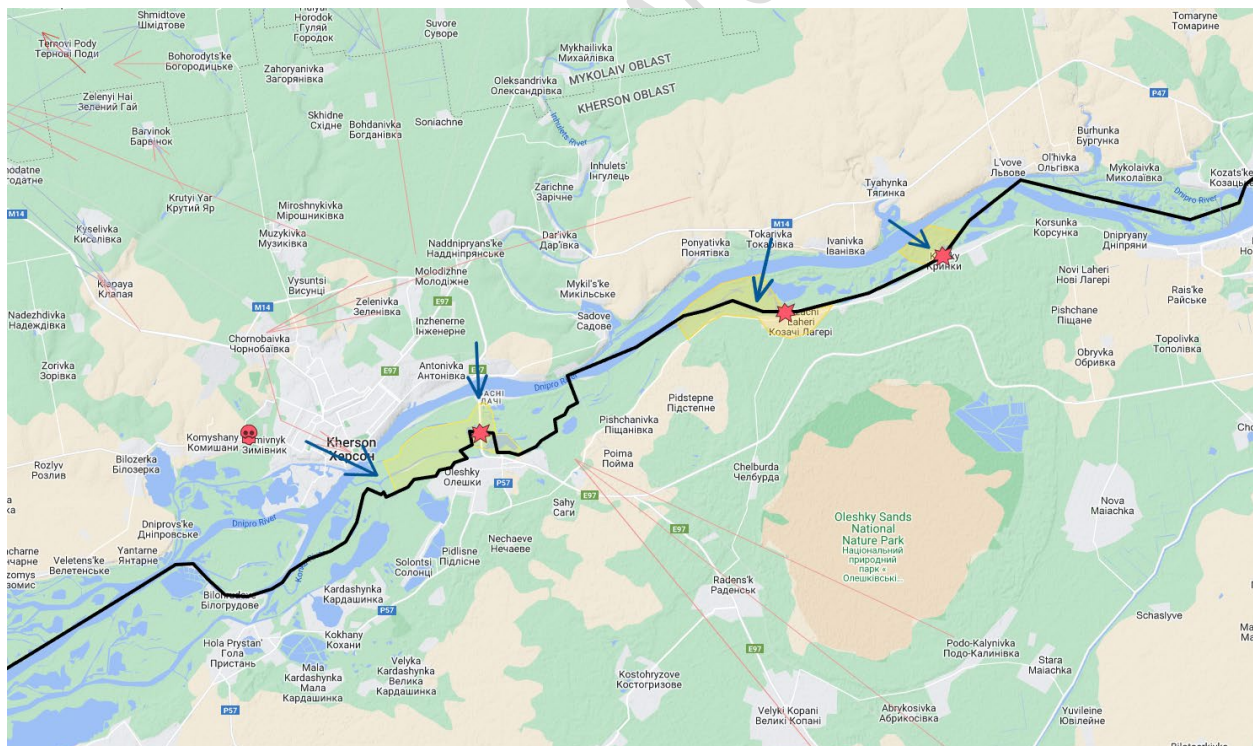 Shmidtove
Шмідтове
Horodok
Гуляй
Городок
Suvore
Суворе
Tomaryne
Томарине
Ternovi Pody
Тернові Поди
Bohorodyts'ke
Богородицьке
Zahoryanivka
Загорянівка
Mykhailivka
Михайлівка
MYKOLAIV OBLAST
KHERSON OBLAST
Oleksandrivka
Олександрівка
Zelenyi Hai
Зелений Гай
P47
Skhidne
Східне
Bohdanivka
Богданівка
Soniachne
Barvinok
Барвінок
Inhulets River
Burhunka
Бургунка
L'vove
Львове
Ol'hivka
Ольгівка
Mykolaivka
Миколаївка
Kozats'ke
Inhulets'
Інгулець
Zarichne
Зарічне
Tyahynka
Тягинка
Dnipro River
Krutyi Yar
Крутий Яр
Miroshnykivka
Мірошниківка
M14
Kyselivka
Киселівка
Muzykivka
Музиківка
Naddnipryans'ke
Наддніпрянське
Dar'ivka
Дар'ївка
M14
Ponyativka
Понятівка
Tokarivka
Токарівка
Ivanivka
Іванівка
Korsunka
Корсунка
Dnipryany
Дніпряни
Кринки
Klapaya
Клапая
Vysuntsi
Висунці
Molodizhne
Молодіжне
Mykil's'ke
Микільське
Novi Laheri
Нові Лагері
Rais'ke
Райське
Zelenivka
Зеленівка
E97
M14
Nadezhdivka
Надеждівка
Chornobaivka
Чорнобаївка
Inzhenerne
Інженерне
Sadove
Садове
Laheri
Козачі Лагері
Pishchane
Піщане
Topolivka
Тополівка
Obryvka
Обривка
Zorivka
Зорівка
Antonivka
Антонівка
E97
Dnipro River
Pidstepne
Підстепне
Pishchanivka
Піщанівка
Komyshany
Комишани
Зимівник
Kherson
Херсон
Poima
Пойма
Rozlyv
Розлив
Bilozerka
Білозерка
Oleshky
Олешки
P57
Chelburda
Челбурда
Sahy
Саги
E97
Nova
Maiachka
Dniprovs'ke
Дніпровське
Dnipro River
E97
Oleshky Sands
National
Nature Park
Національний
природний
парк «
Олешківські...
Nechaeve
Нечаеве
Veletens'ke
Велетенське
Yantarne
Янтарне
Pidlisne
Підлісне
Solontsi
Солонці
Radens'k
Раденськ
Kardashynka
Кардашинка
P57
Білогрудове
Schaslyve
Hola Prystan'
Гола
Пристань
Kokhany
Кохани
E97
Podo-Kalynivka
Подо-Калинівка
Stara
Maiachka
Mala
Kardashynka
Мала
Кардашинка
Velyka
Kardashynka
Велика
Кардашинка
Kostohryzove
Костогризове
P57
Velyki Kopani
Великі Копані
Abrykosivka
Абрикосівка
Yuvileine
Ювілейне